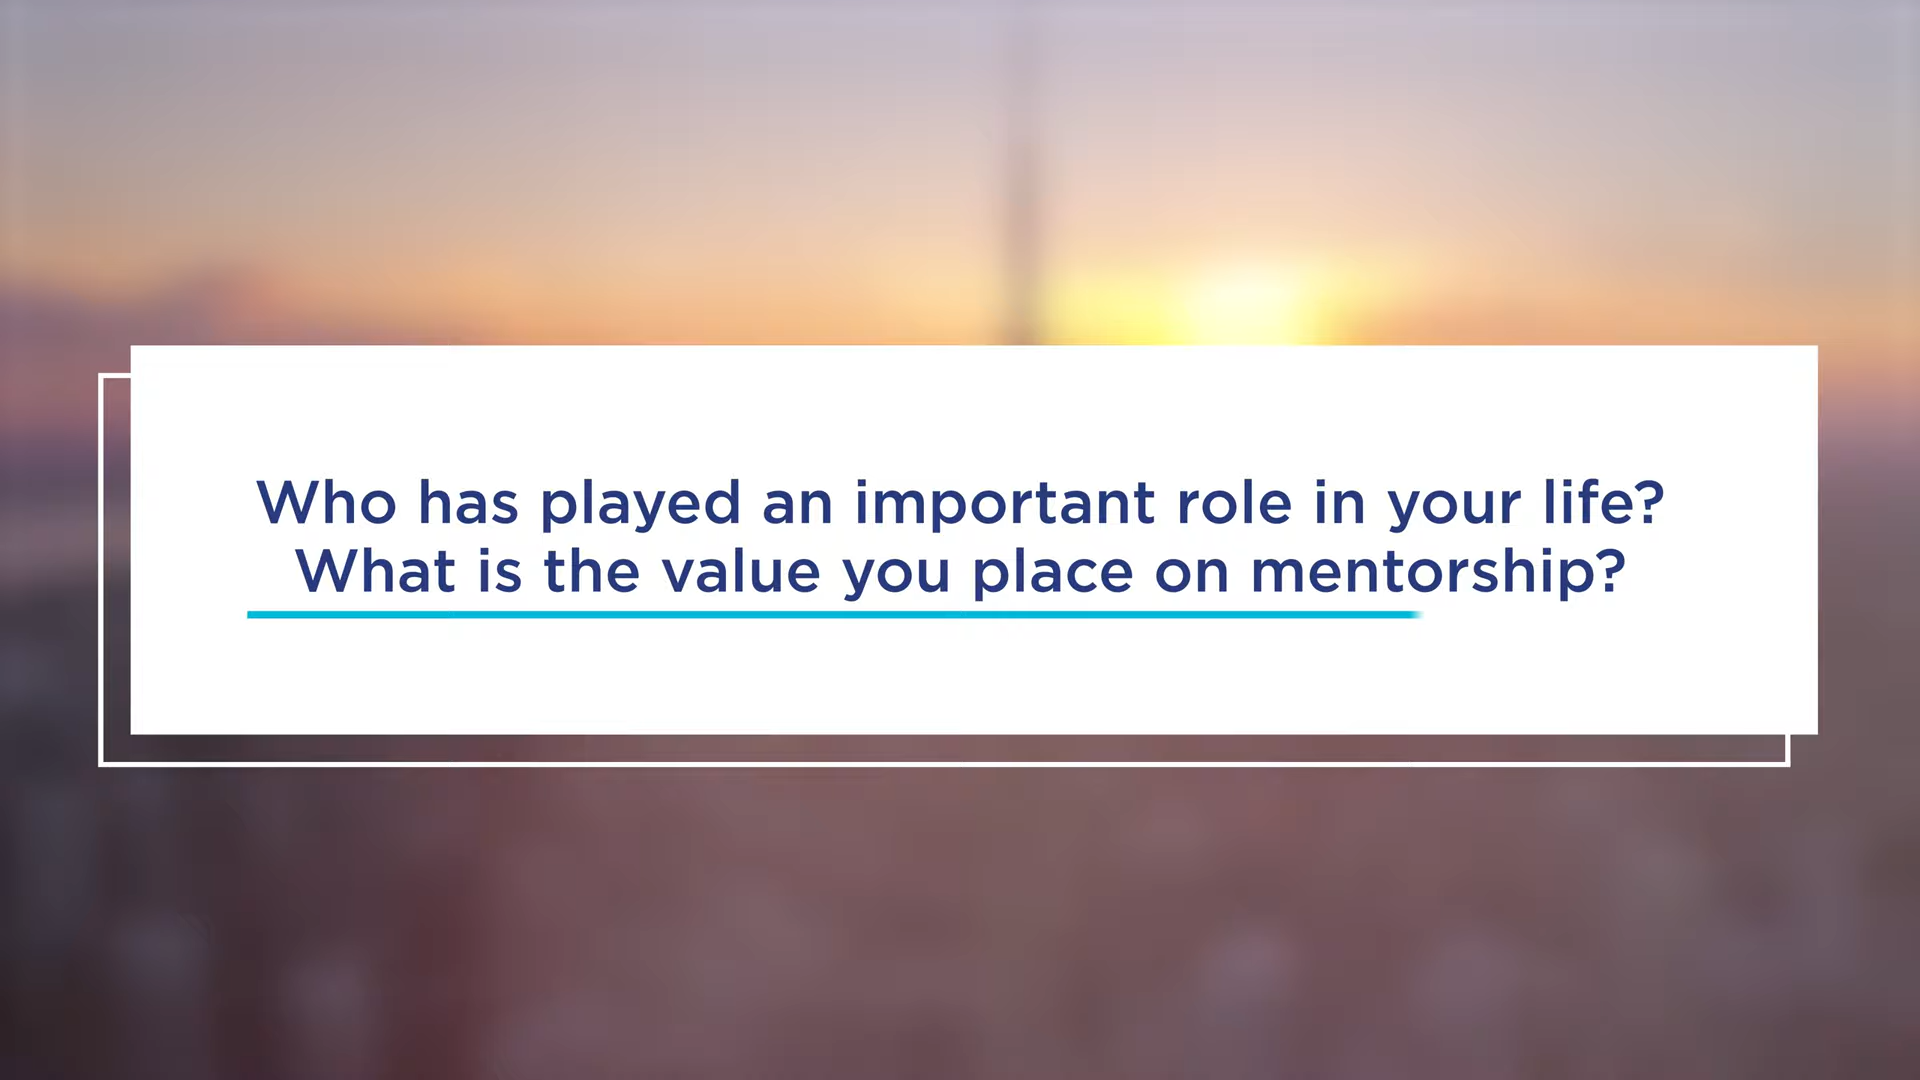 Who has played an important role in your life?
What is the value you place on mentorship?